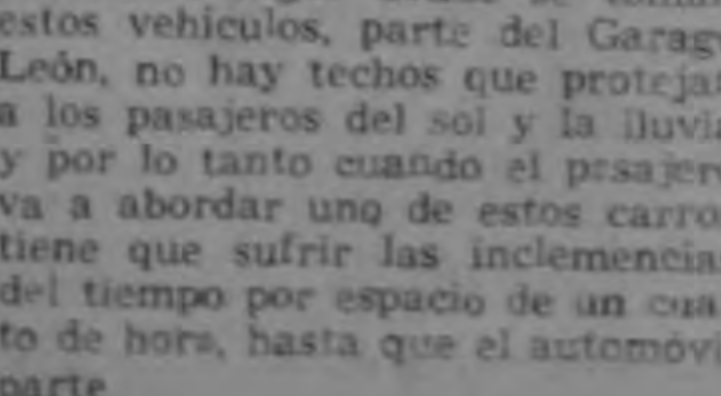 estos vehículos, parte del Garag
León, no hay techos que proteja
a los pasajeros del sol y la lluvi
y por lo tanto cuando el pasajer
va a abordar uno de estos carro
tiene que sufrir las inclemencia
del tiempo por espacio de un cua
to de hora, hasta que el automóvi
parte